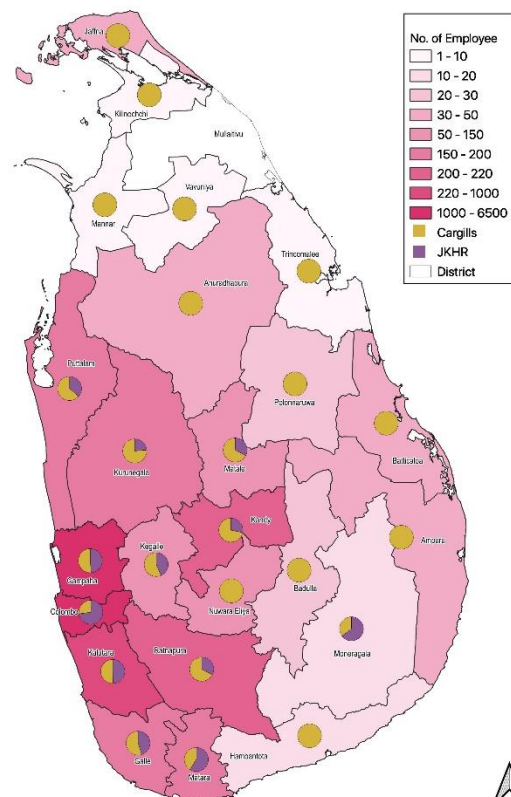 Jaffna
Kilinochchi
Mullaitivu
Mannar
Vavuniya
Trincomalee
Anuradhapura
Puttalam
Polonnaruwa
Batticaloa
Kurunegala
Matale
Kandy
Kegalle
Ampara
Gampaha
Nuwara Eliya
Badulla
Colombo
Moneragala
Kalutara
Ratnapura
Galle
Matara
Hambantota
No. of Employee
1 - 10
10 - 20
20 - 30
30 - 50
50 - 150
150 - 200
200 - 220
220 - 1000
1000 - 6500
Cargills
JKHR
District